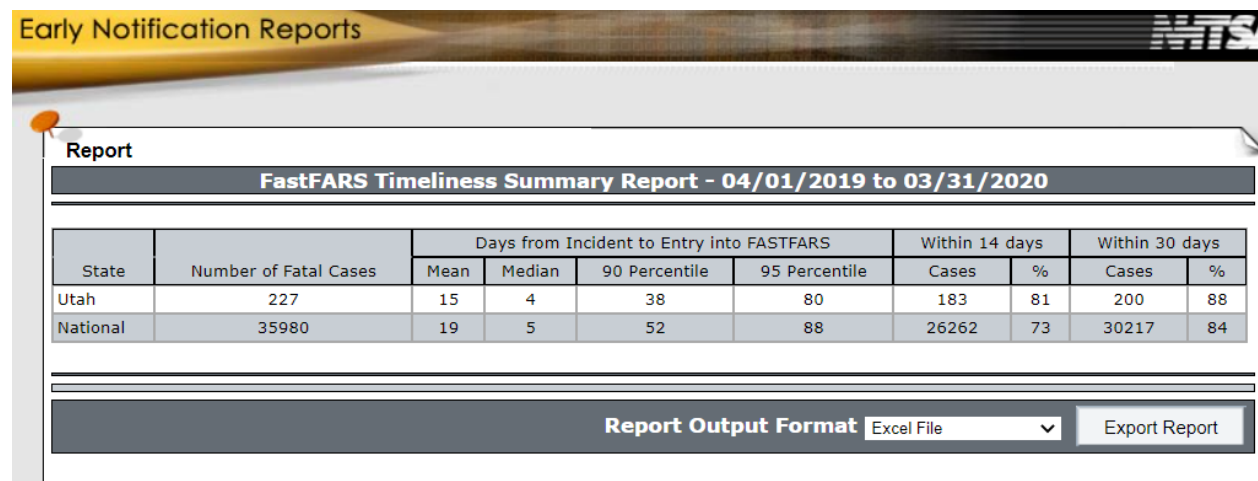 Early Notification Reports
NHTSA
Report
FastFARS Timeliness Summary Report - 04/01/2019 to 03/31/2020
Days from Incident to Entry into FASTFARS Within 14 days Within 30 days
State Number of Fatal Cases Mean Median 90 Percentile 95 Percentile Cases % Cases %
Utah 227 15 4 38 80 183 81 200 88
National 35980 19 5 52 88 26262 73 30217 84
Report Output Format Excel File Export Report